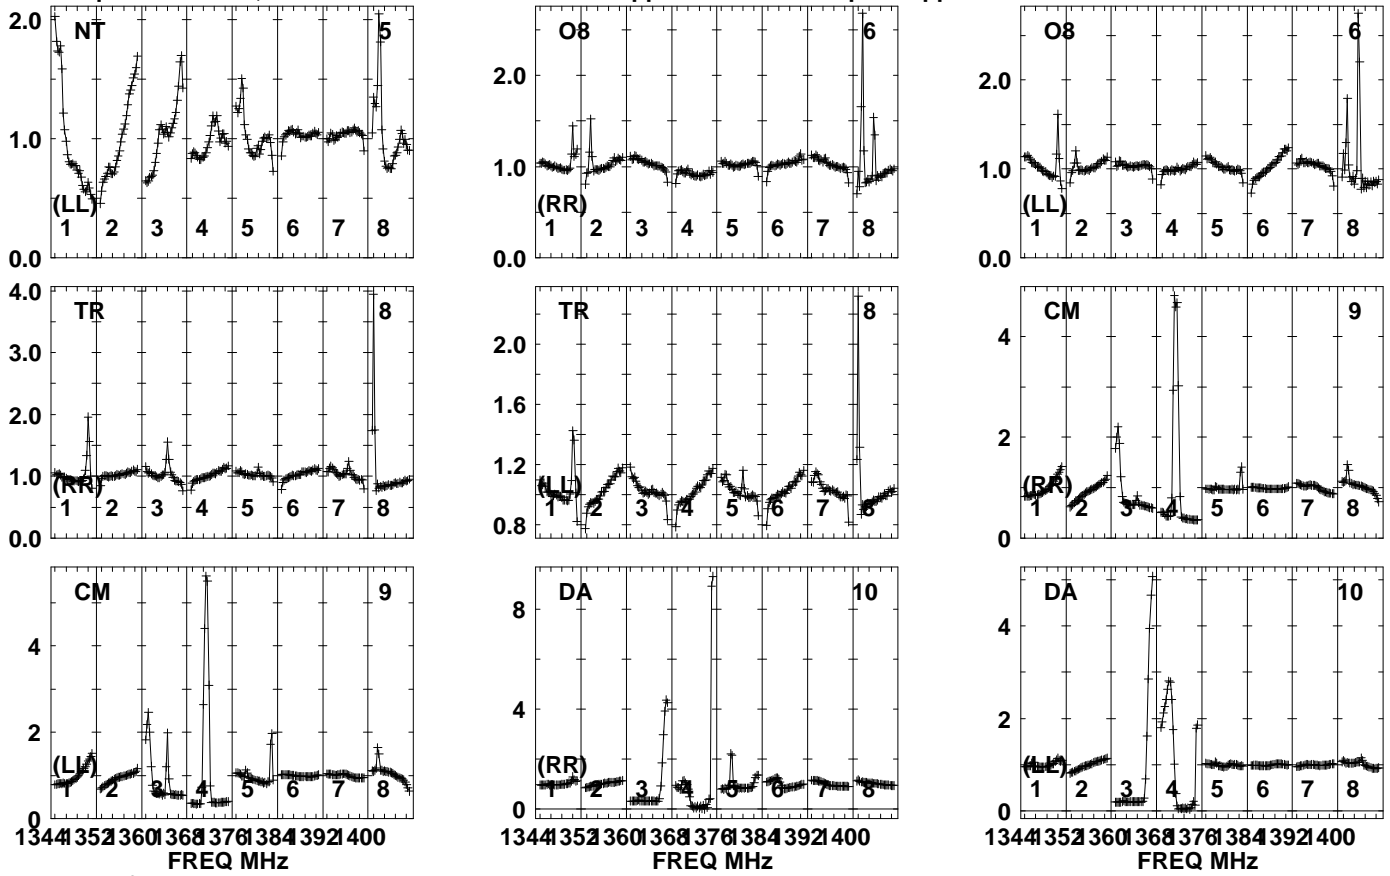 NT 5
2.0
1.0
0.0
(LL)
1 2 3 4 5 6 7 8
O8 6
2.0
1.0
0.0
(RR)
1 2 3 4 5 6 7 8
O8 6
2.0
1.0
0.0
(LL)
1 2 3 4 5 6 7 8
TR 8
4.0
3.0
2.0
1.0
0.0
(RR)
1 2 3 4 5 6 7 8
TR 8
2.0
1.6
1.2
0.8
(LL)
1 2 3 4 5 6 7 8
CM 9
4
2
0
(RR)
1 2 3 4 5 6 7 8
CM 9
4
2
0
(LL)
1 2 3 4 5 6 7 8
1344 1352 1360 1368 1376 1384 1392 1400
FREQ MHz
DA 10
8
4
0
(RR)
1 2 3 4 5 6 7 8
1344 1352 1360 1368 1376 1384 1392 1400
FREQ MHz
DA 10
4
2
0
(LL)
1 2 3 4 5 6 7 8
1344 1352 1360 1368 1376 1384 1392 1400
FREQ MHz